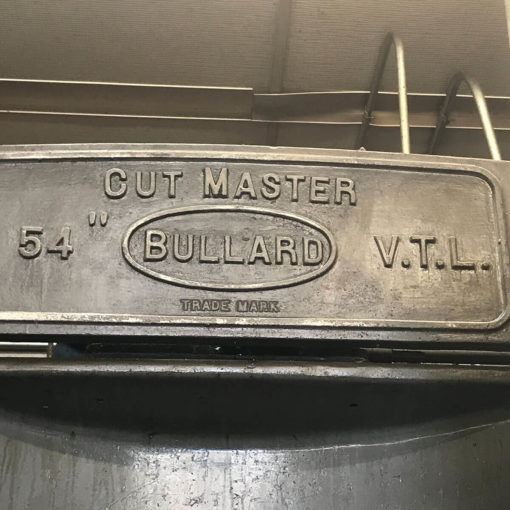 CUT MASTER
54" BULLARD V.T.L.
TRADE MARK